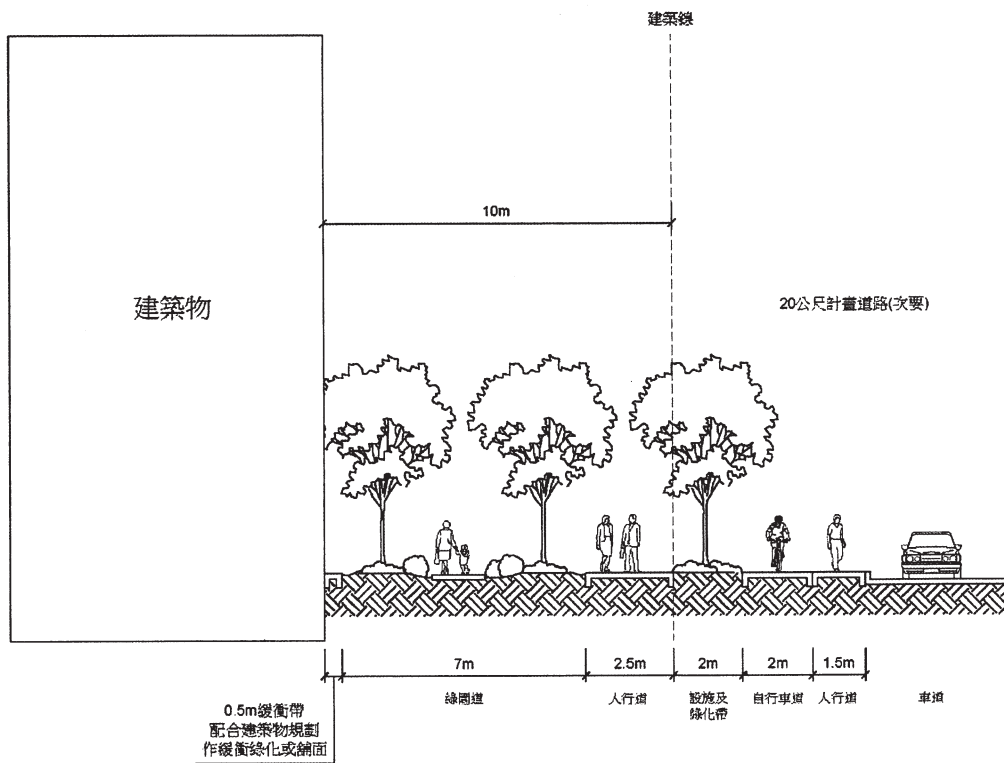 建築線
10m
建築物
20公尺計畫道路(次要)
7m
2.5m
2m
2m
1.5m
綠園道
人行道
設施及
綠化帶
自行車道
人行道
車道
0.5m緩衝帶
配合建築物規劃
作緩衝綠化或舖面